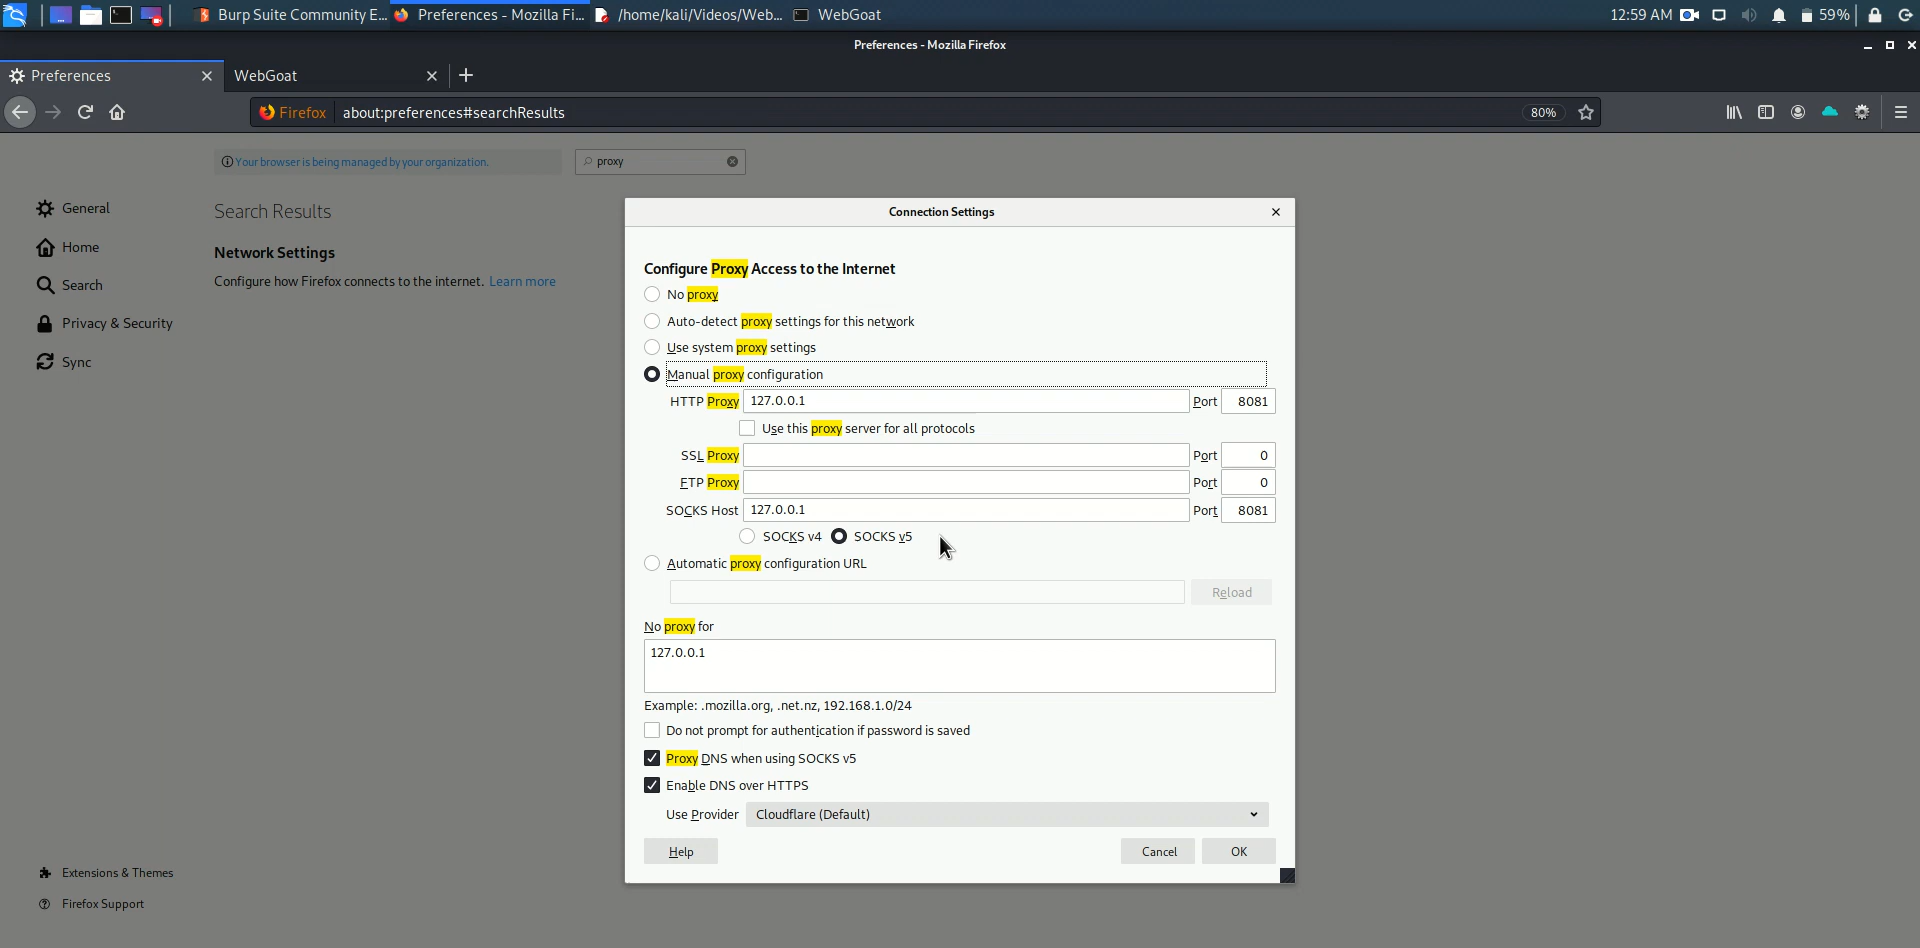 Burp Suite Community E... Preferences - Mozilla Fi... /home/kali/Videos/Web... WebGoat 12:59 AM 59%
Preferences - Mozilla Firefox
Preferences WebGoat
Firefox about:preferences#searchResults 80%
Your browser is being managed by your organization. proxy
General
Home
Search
Privacy & Security
Sync
Extensions & Themes
Firefox Support
Search Results
Network Settings
Configure how Firefox connects to the internet. Learn more
Connection Settings
Configure Proxy Access to the Internet
No proxy
Auto-detect proxy settings for this network
Use system proxy settings
Manual proxy configuration
HTTP Proxy 127.0.0.1 Port 8081
Use this proxy server for all protocols
SSL Proxy Port 0
FTP Proxy Port 0
SOCKS Host 127.0.0.1 Port 8081
SOCKS v4 SOCKS v5
Automatic proxy configuration URL
Reload
No proxy for
127.0.0.1
Example: .mozilla.org, .net.nz, 192.168.1.0/24
Do not prompt for authentication if password is saved
Proxy DNS when using SOCKS v5
Enable DNS over HTTPS
Use Provider Cloudflare (Default)
Help Cancel OK